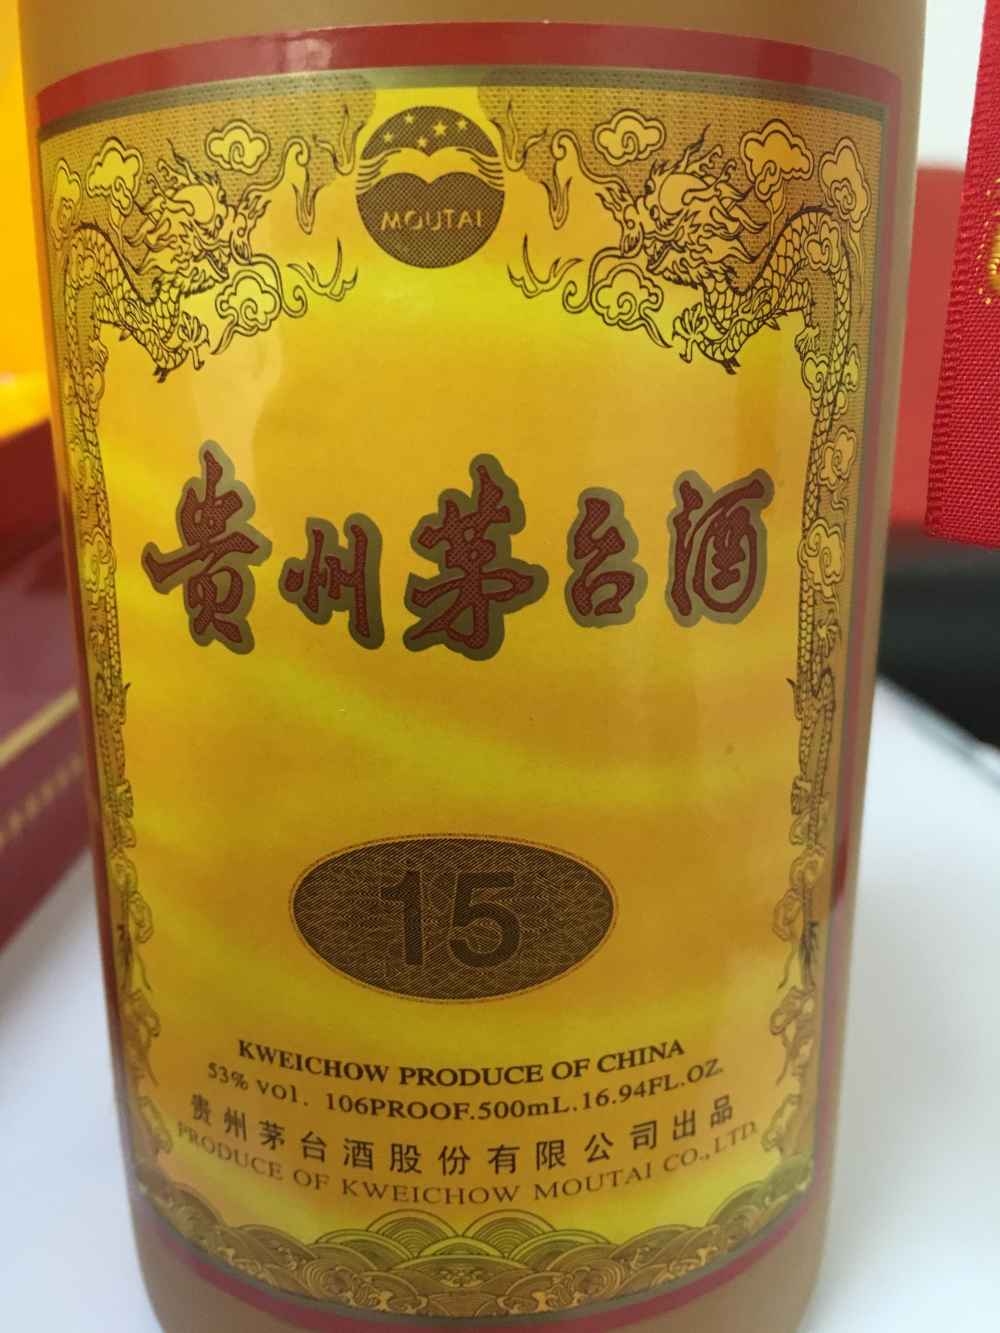 MOUTAI
贵州茅台酒
15
KWEICHOW PRODUCE OF CHINA
53% vol. 106PROOF.500mL.16.94FL.OZ.
贵州茅台酒股份有限公司出品
PRODUCE OF KWEICHOW MOUTAI CO.,LTD.